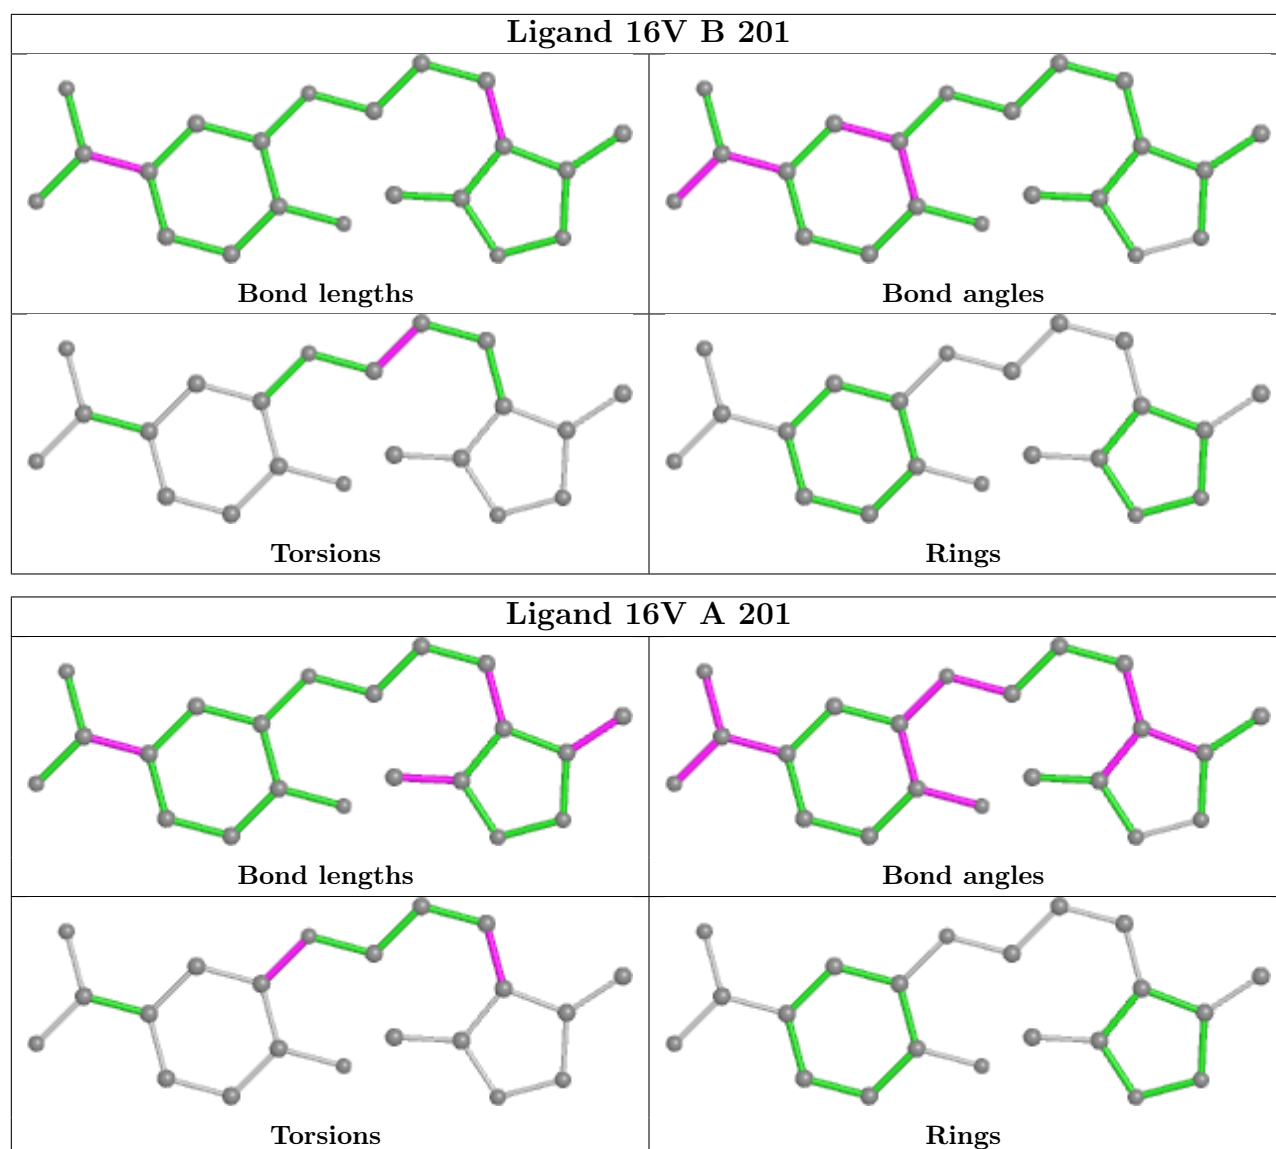 Ligand 16V B 201
Bond lengths
Bond angles
Torsions
Rings
Ligand 16V A 201
Bond lengths
Bond angles
Torsions
Rings